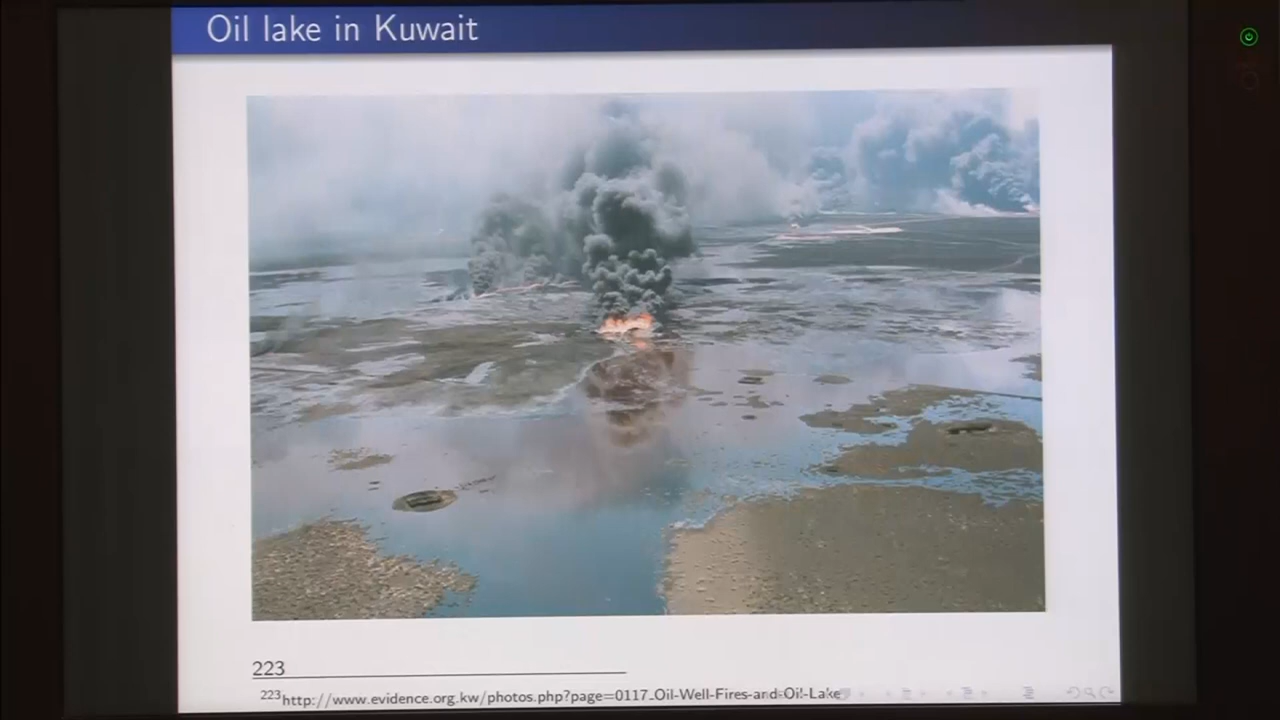 Oil lake in Kuwait
223
223http://www.evidence.org.kw/photos.php?page=0117_Oil-Well-Fires-and-Oil-Lake